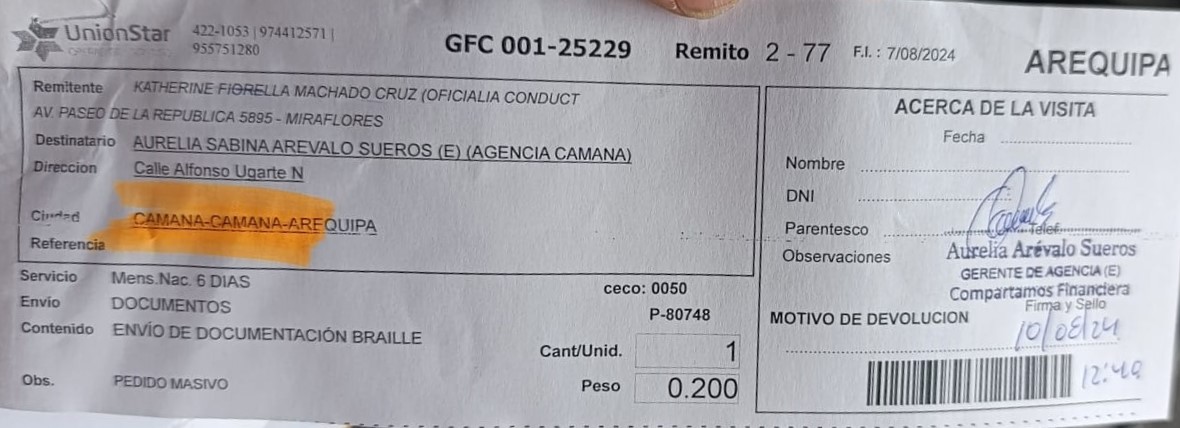 UnionStar
422-1053 | 974412571 |
955751280
GFC 001-25229 Remito 2 - 77 F.I. : 7/08/2024
AREQUIPA
Remitente KATHERINE FIORELLA MACHADO CRUZ (OFICIALIA CONDUCT
AV. PASEO DE LA REPUBLICA 5895 - MIRAFLORES
Destinatario AURELIA SABINA AREVALO SUEROS (E) (AGENCIA CAMANA)
Direccion Calle Alfonso Ugarte N
Ciudad CAMANA-CAMANA-AREQUIPA
Referencia
Servicio Mens.Nac. 6 DIAS
ceco: 0050
Envio DOCUMENTOS
P-80748
Contenido ENVÍO DE DOCUMENTACIÓN BRAILLE
Cant/Unid. 1
Obs. PEDIDO MASIVO
Peso 0.200
ACERCA DE LA VISITA
Fecha
Nombre
DNI
Parentesco Telef.
Observaciones
Aurelia Arévalo Sueros
GERENTE DE AGENCIA (E)
Compartamos Financiera
Firma y Sello
MOTIVO DE DEVOLUCION
10/08/24
12:49